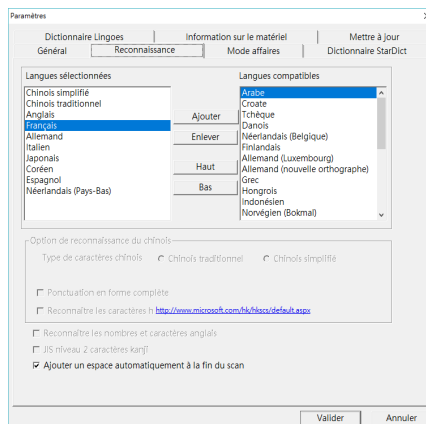 Paramètres
Dictionnaire Lingoes
Information sur le matériel
Mettre à jour
Général
Reconnaissance
Mode affaires
Dictionnaire StarDict
Langues sélectionnées
Chinois simplifié
Chinois traditionnel
Anglais
Français
Allemand
Italien
Japonais
Coréen
Espagnol
Néerlandais (Pays-Bas)
Ajouter
Enlever
Haut
Bas
Langues compatibles
Arabe
Croate
Tchèque
Danois
Néerlandais (Belgique)
Finlandais
Allemand (Luxembourg)
Allemand (nouvelle orthographe)
Grec
Hongrois
Indonésien
Norvégien (Bokmal)
Option de reconnaissance du chinois
Type de caractères chinois
Chinois traditionnel
Chinois simplifié
Ponctuation en forme complète
Reconnaître les caractères h http://www.microsoft.com/hk/hkscs/default.aspx
Reconnaître les nombres et caractères anglais
JIS niveau 2 caractères kanji
Ajouter un espace automatiquement à la fin du scan
Valider
Annuler